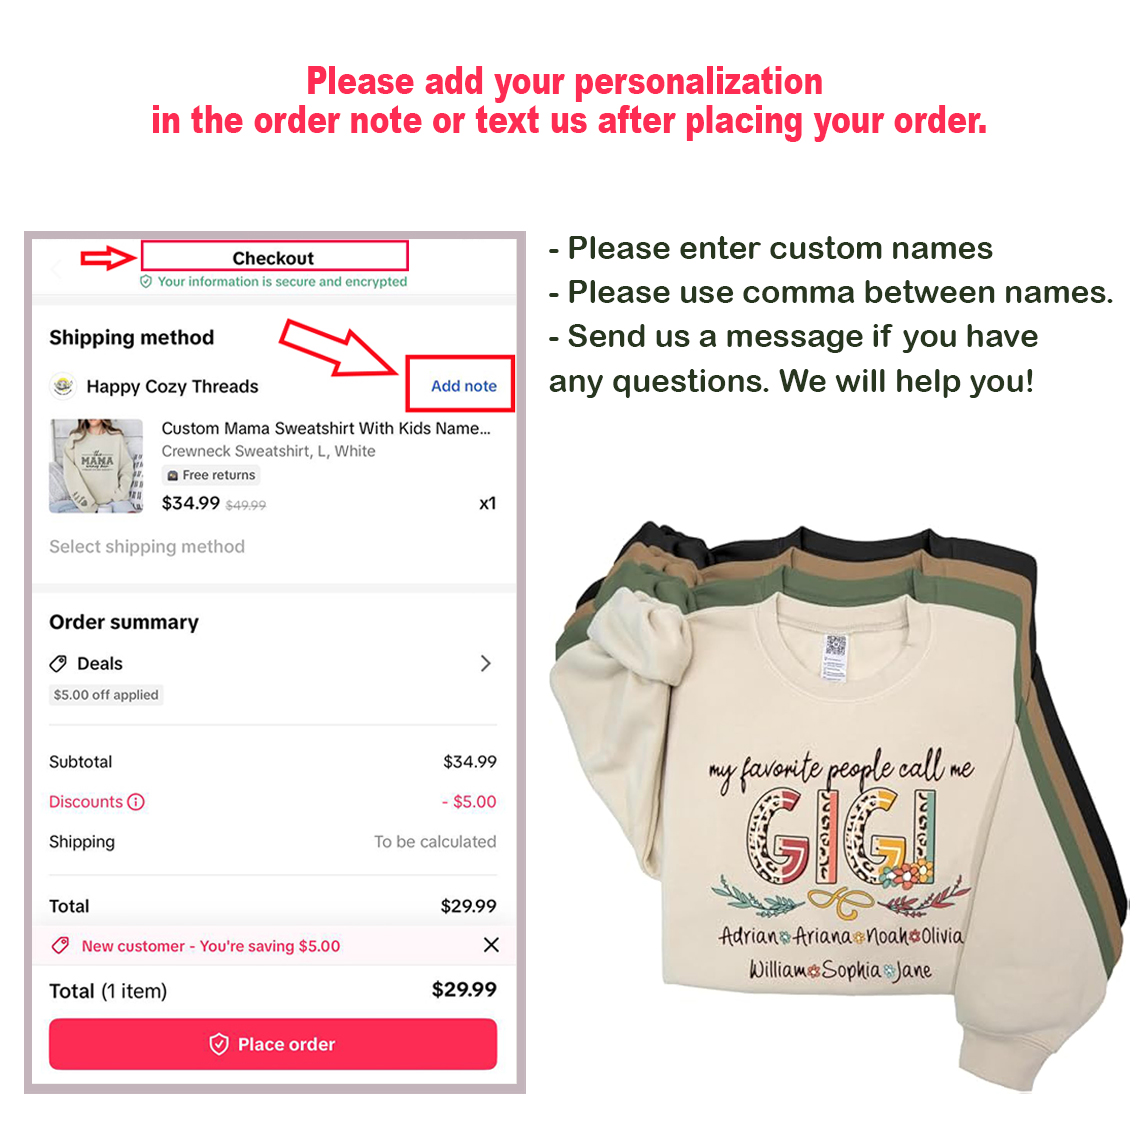 Please add your personalization
in the order note or text us after placing your order.
Checkout
Your information is secure and encrypted
Shipping method
Happy Cozy Threads
Add note
Custom Mama Sweatshirt With Kids Name...
Crewneck Sweatshirt, L, White
Free returns
$34.99 $49.99
x1
MAMA
Select shipping method
Order summary
Deals
$5.00 off applied
Subtotal
$34.99
Discounts
- $5.00
Shipping
To be calculated
Total
$29.99
New customer - You're saving $5.00
Total (1 item)
$29.99
Place order
- Please enter custom names
- Please use comma between names.
- Send us a message if you have
any questions. We will help you!
my favorite people call me
GIGI
Adrian Ariana Noah Olivia
William Sophia Jane